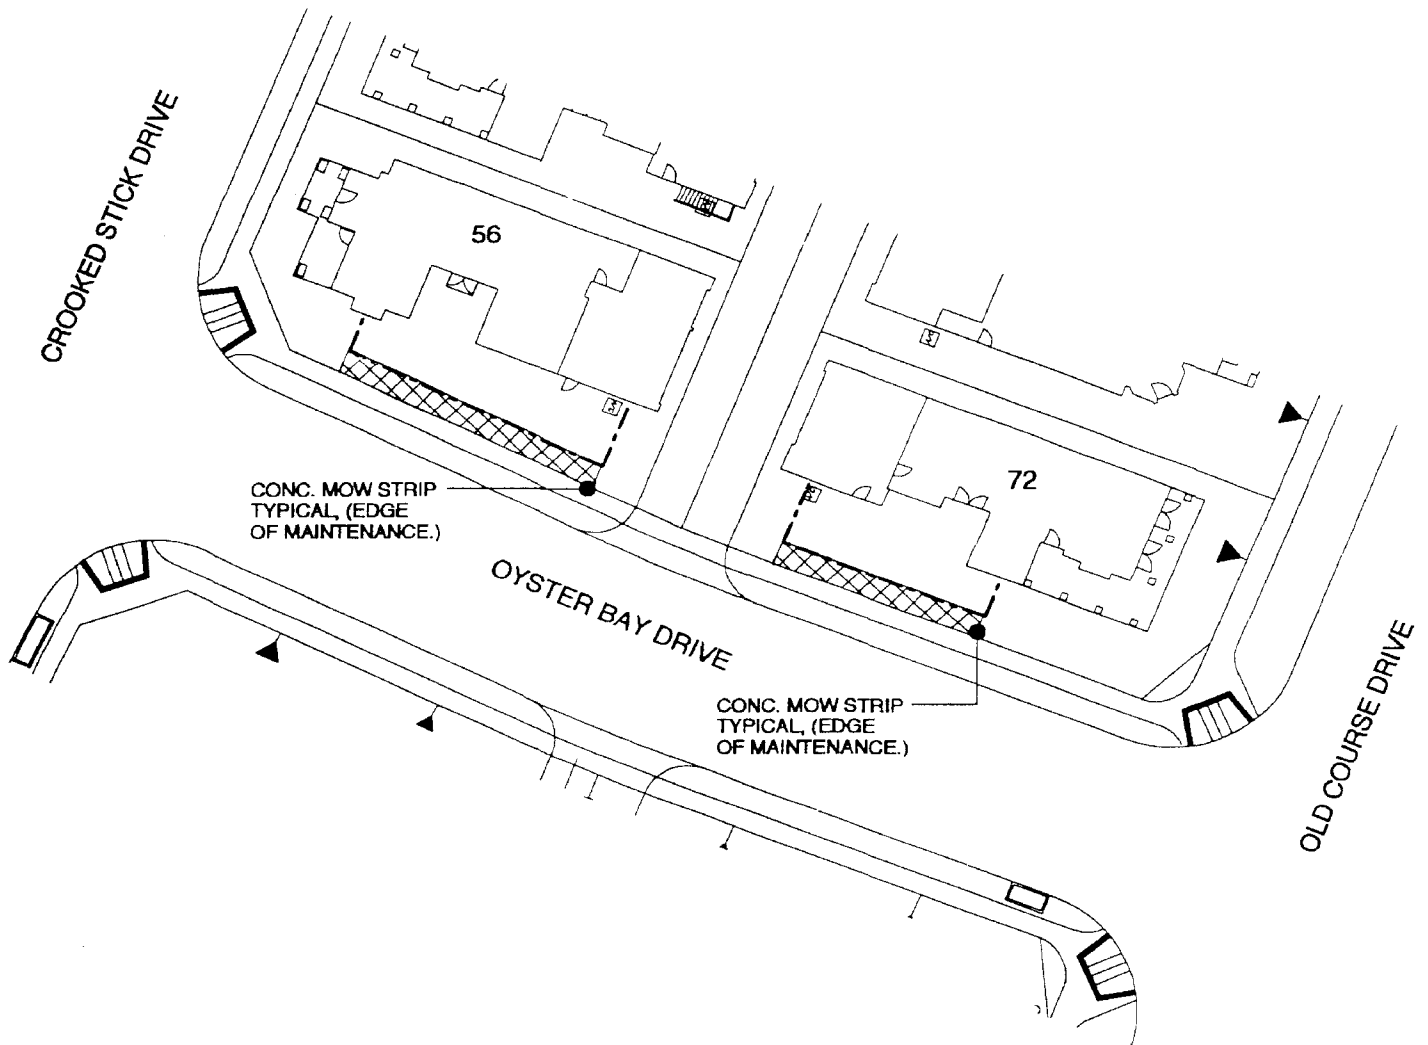 CROOKED STICK DRIVE
56
72
CONC. MOW STRIP
TYPICAL, (EDGE
OF MAINTENANCE.)
OYSTER BAY DRIVE
CONC. MOW STRIP
TYPICAL, (EDGE
OF MAINTENANCE.)
OLD COURSE DRIVE